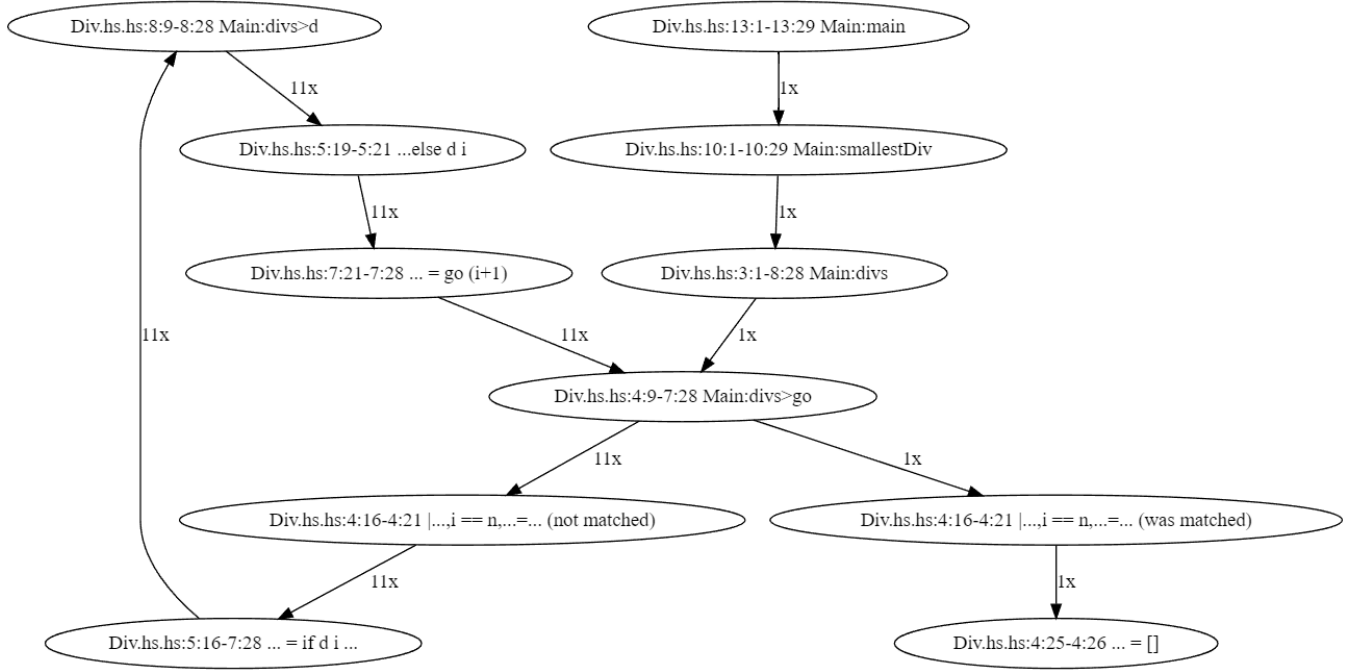 Div.hs.hs:8:9-8:28 Main:divs>d
Div.hs.hs:13:1-13:29 Main:main
11x
1x
Div.hs.hs:5:19-5:21 ...else d i
Div.hs.hs:10:1-10:29 Main:smallestDiv
11x
1x
Div.hs.hs:7:21-7:28 ... = go (i+1)
Div.hs.hs:3:1-8:28 Main:divs
11x
11x
1x
Div.hs.hs:4:9-7:28 Main:divs>go
11x
1x
Div.hs.hs:4:16-4:21 |...,i == n,...=... (not matched)
Div.hs.hs:4:16-4:21 |...,i == n,...=... (was matched)
11x
1x
Div.hs.hs:5:16-7:28 ... = if d i ...
Div.hs.hs:4:25-4:26 ... = []